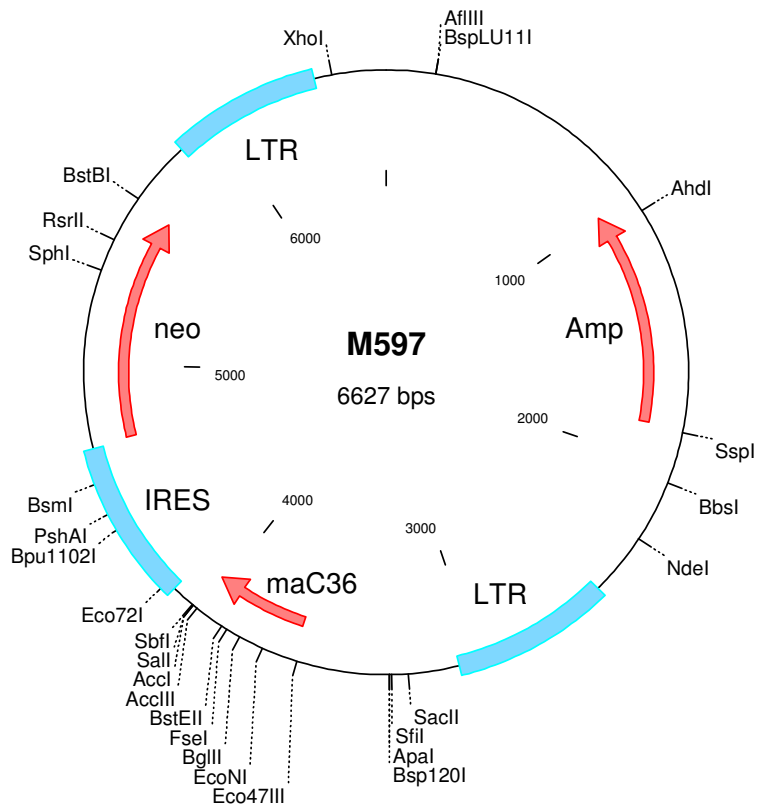 AflIII
BspLU11I
XhoI
LTR
BstBI
AhdI
RsrII
SphI
6000
1000
neo
Amp
M597
5000
6627 bps
2000
SspI
IRES
BsmI
4000
BbsI
PshAI
3000
Bpu1102I
NdeI
maC36
LTR
Eco72I
SbfI
SalI
AccI
AccIII
BstEII
SacII
FseI
SfiI
BglII
ApaI
EcoNI
Bsp120I
Eco47III